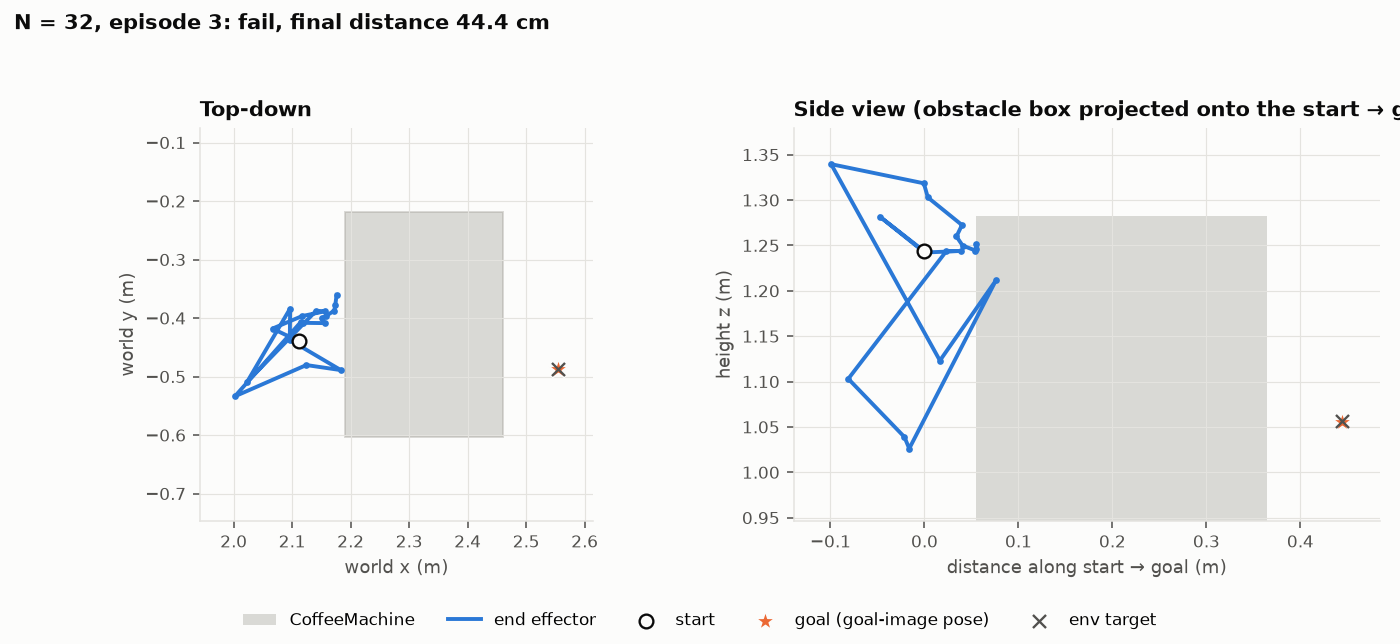 N = 32, episode 3: fail, final distance 44.4 cm
Top-down
−0.1
−0.2
−0.3
−0.4
−0.5
−0.6
−0.7
world y (m)
2.0 2.1 2.2 2.3 2.4 2.5 2.6
world x (m)
Side view (obstacle box projected onto the start → g
1.35
1.30
1.25
1.20
1.15
1.10
1.05
1.00
0.95
height z (m)
−0.1 0.0 0.1 0.2 0.3 0.4
distance along start → goal (m)
CoffeeMachine end effector start goal (goal-image pose) env target